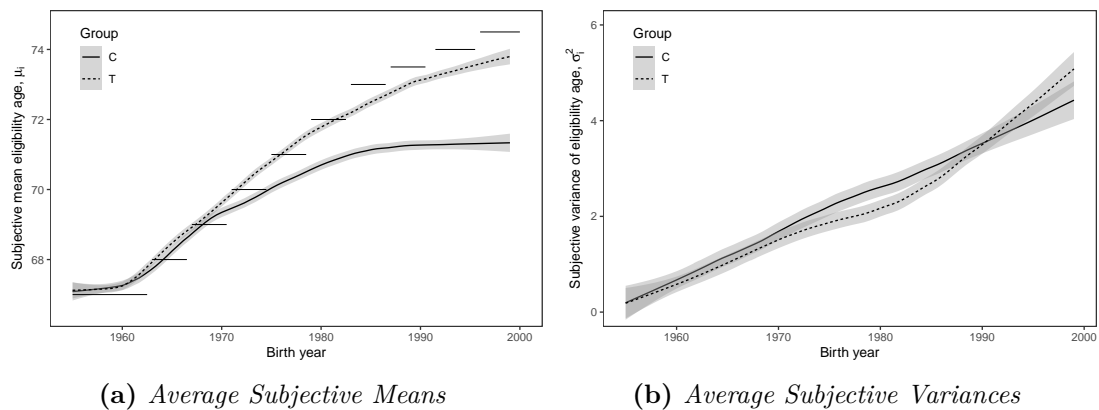 Subjective mean eligibility age, μi
74
72
70
68
Group
C
T
1960
1970
1980
1990
2000
Birth year
(a) Average Subjective Means
Subjective variance of eligibility age, σi²
6
4
2
0
Group
C
T
1960
1970
1980
1990
2000
Birth year
(b) Average Subjective Variances